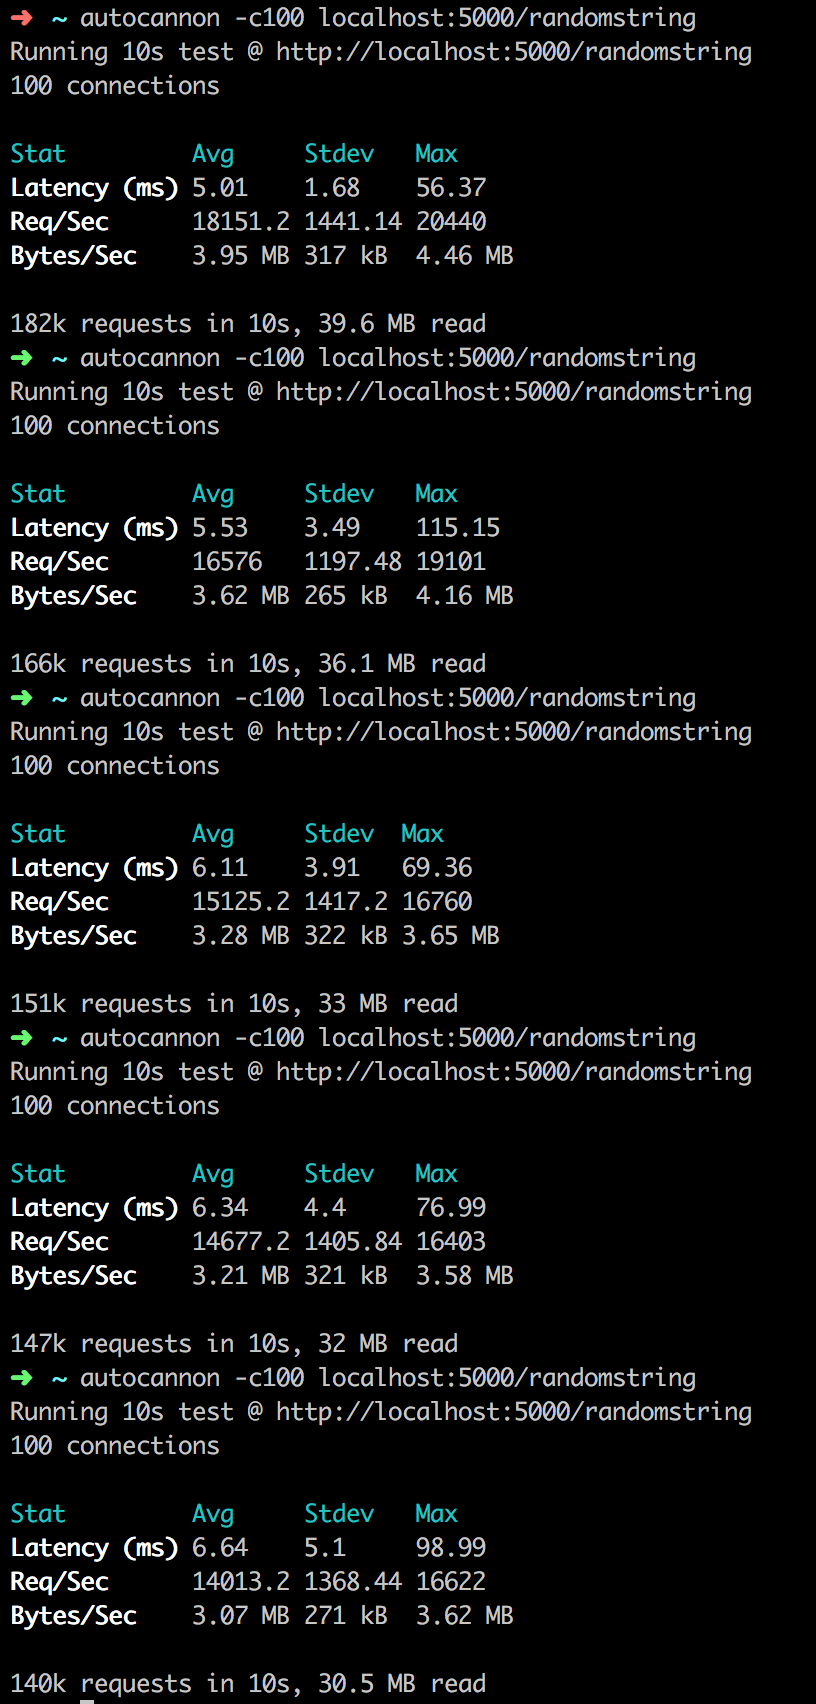 ➜ ~ autocannon -c100 localhost:5000/randomstring
Running 10s test @ http://localhost:5000/randomstring
100 connections
Stat Avg Stdev Max
Latency (ms) 5.01 1.68 56.37
Req/Sec 18151.2 1441.14 20440
Bytes/Sec 3.95 MB 317 kB 4.46 MB
182k requests in 10s, 39.6 MB read
➜ ~ autocannon -c100 localhost:5000/randomstring
Running 10s test @ http://localhost:5000/randomstring
100 connections
Stat Avg Stdev Max
Latency (ms) 5.53 3.49 115.15
Req/Sec 16576 1197.48 19101
Bytes/Sec 3.62 MB 265 kB 4.16 MB
166k requests in 10s, 36.1 MB read
➜ ~ autocannon -c100 localhost:5000/randomstring
Running 10s test @ http://localhost:5000/randomstring
100 connections
Stat Avg Stdev Max
Latency (ms) 6.11 3.91 69.36
Req/Sec 15125.2 1417.2 16760
Bytes/Sec 3.28 MB 322 kB 3.65 MB
151k requests in 10s, 33 MB read
➜ ~ autocannon -c100 localhost:5000/randomstring
Running 10s test @ http://localhost:5000/randomstring
100 connections
Stat Avg Stdev Max
Latency (ms) 6.34 4.4 76.99
Req/Sec 14677.2 1405.84 16403
Bytes/Sec 3.21 MB 321 kB 3.58 MB
147k requests in 10s, 32 MB read
➜ ~ autocannon -c100 localhost:5000/randomstring
Running 10s test @ http://localhost:5000/randomstring
100 connections
Stat Avg Stdev Max
Latency (ms) 6.64 5.1 98.99
Req/Sec 14013.2 1368.44 16622
Bytes/Sec 3.07 MB 271 kB 3.62 MB
140k requests in 10s, 30.5 MB read